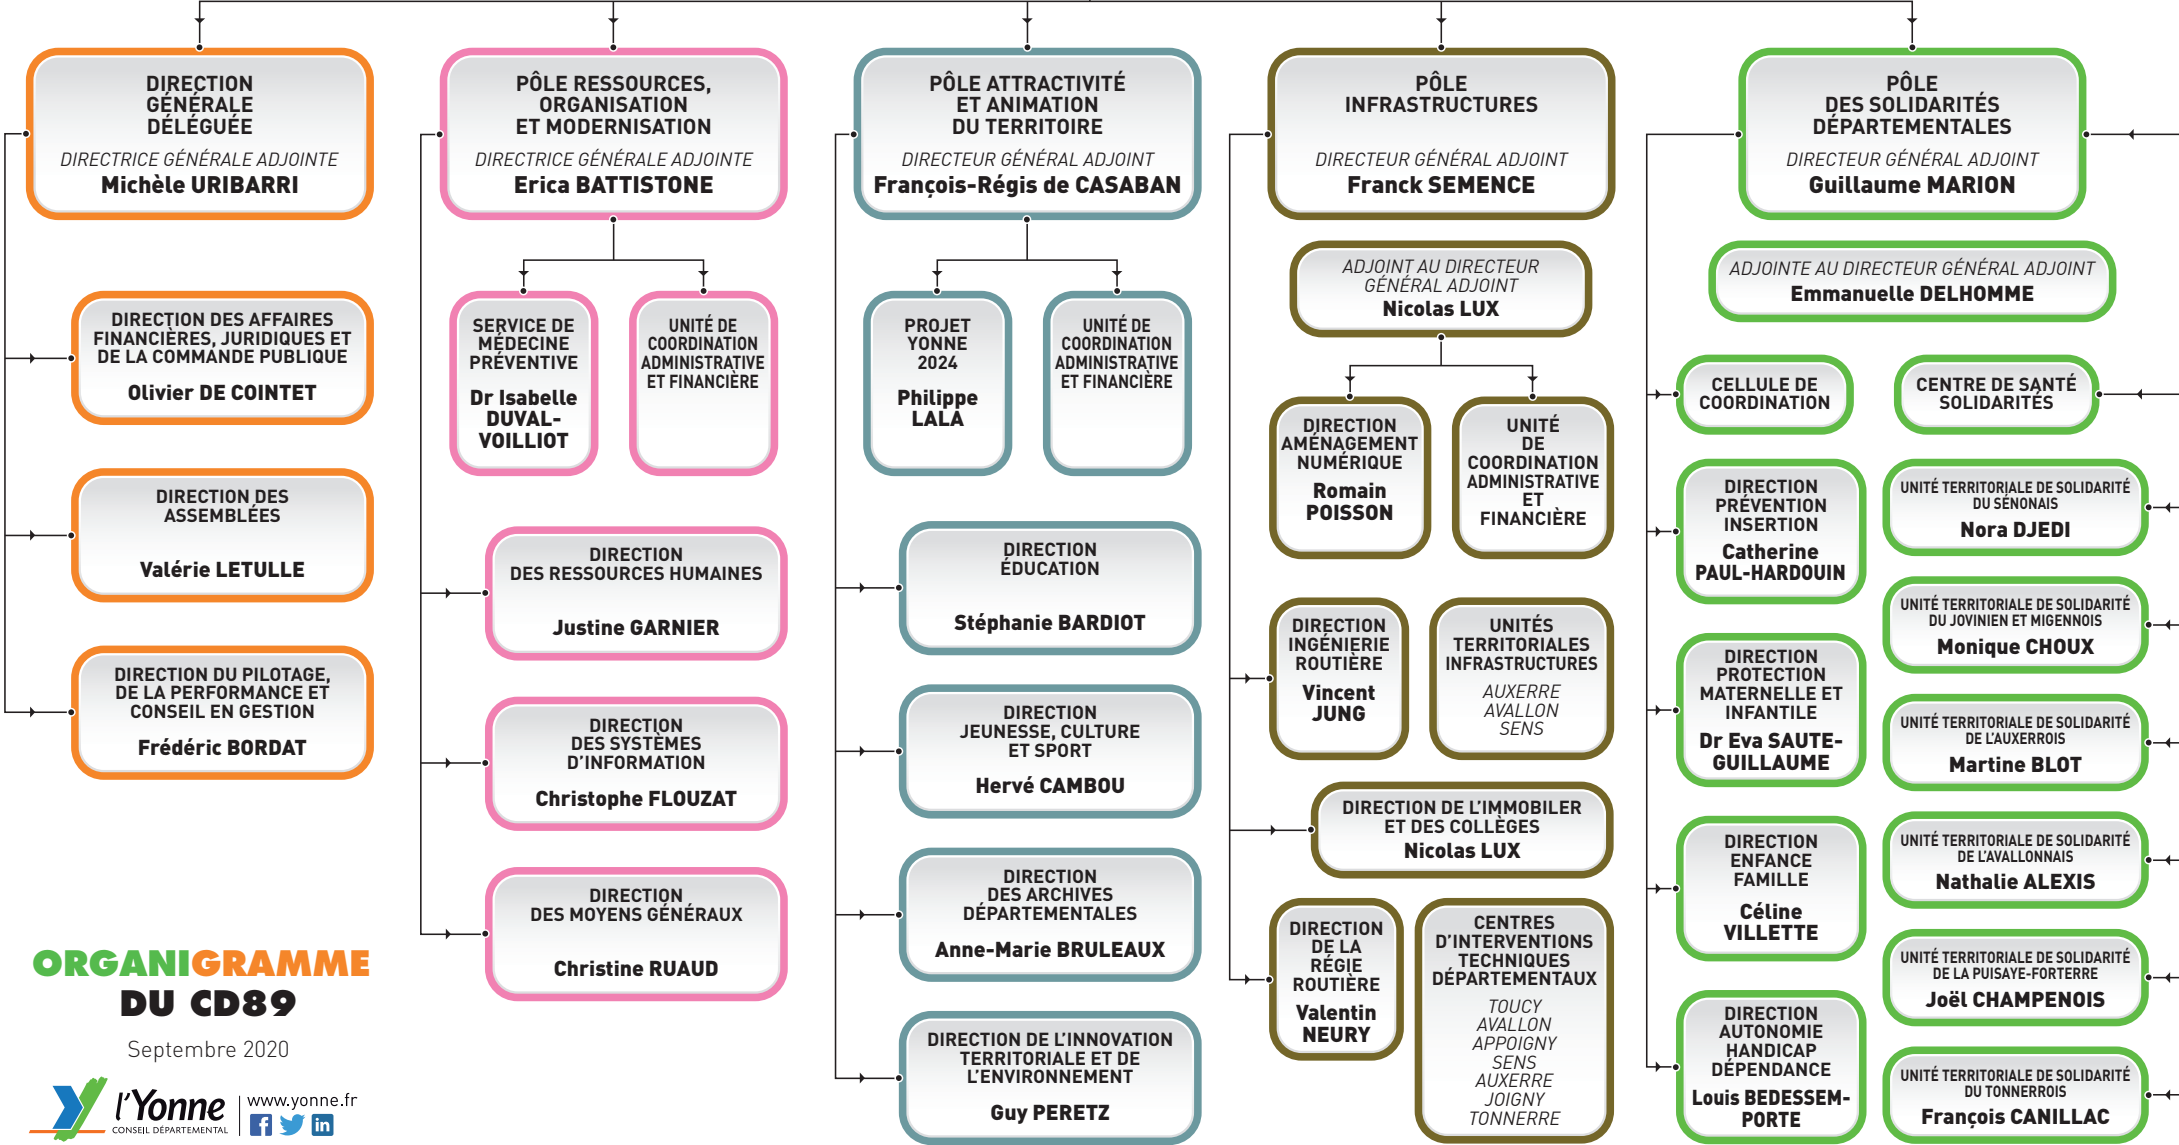 DIRECTION
GÉNÉRALE
DÉLÉGUÉE
DIRECTRICE GÉNÉRALE ADJOINTE
Michèle URIBARRI
DIRECTION DES AFFAIRES
FINANCIÈRES, JURIDIQUES ET
DE LA COMMANDE PUBLIQUE
Olivier DE COINTET
DIRECTION DES
ASSEMBLÉES
Valérie LETULLE
DIRECTION DU PILOTAGE,
DE LA PERFORMANCE ET
CONSEIL EN GESTION
Frédéric BORDAT
PÔLE RESSOURCES,
ORGANISATION
ET MODERNISATION
DIRECTRICE GÉNÉRALE ADJOINTE
Erica BATTISTONE
SERVICE DE
MÉDECINE
PRÉVENTIVE
Dr Isabelle
DUVAL-
VOILLIOT
UNITÉ DE
COORDINATION
ADMINISTRATIVE
ET FINANCIÈRE
DIRECTION
DES RESSOURCES HUMAINES
Justine GARNIER
DIRECTION
DES SYSTÈMES
D'INFORMATION
Christophe FLOUZAT
DIRECTION
DES MOYENS GÉNÉRAUX
Christine RUAUD
PÔLE ATTRACTIVITÉ
ET ANIMATION
DU TERRITOIRE
DIRECTEUR GÉNÉRAL ADJOINT
François-Régis de CASABAN
PROJET
YONNE
2024
Philippe
LALA
UNITÉ DE
COORDINATION
ADMINISTRATIVE
ET FINANCIÈRE
DIRECTION
ÉDUCATION
Stéphanie BARDIOT
DIRECTION
JEUNESSE, CULTURE
ET SPORT
Hervé CAMBOU
DIRECTION
DES ARCHIVES
DÉPARTEMENTALES
Anne-Marie BRULEAUX
DIRECTION DE L'INNOVATION
TERRITORIALE ET DE
L'ENVIRONNEMENT
Guy PERETZ
PÔLE
INFRASTRUCTURES
DIRECTEUR GÉNÉRAL ADJOINT
Franck SEMENCE
ADJOINT AU DIRECTEUR
GÉNÉRAL ADJOINT
Nicolas LUX
DIRECTION
AMÉNAGEMENT
NUMÉRIQUE
Romain
POISSON
UNITÉ
DE
COORDINATION
ADMINISTRATIVE
ET
FINANCIÈRE
DIRECTION
INGÉNIERIE
ROUTIÈRE
Vincent
JUNG
UNITÉS
TERRITORIALES
INFRASTRUCTURES
AUXERRE
AVALLON
SENS
DIRECTION DE L'IMMOBILER
ET DES COLLÈGES
Nicolas LUX
DIRECTION
DE LA
RÉGIE
ROUTIÈRE
Valentin
NEURY
CENTRES
D'INTERVENTIONS
TECHNIQUES
DÉPARTEMENTAUX
TOUCY
AVALLON
APPOIGNY
SENS
AUXERRE
JOIGNY
TONNERRE
PÔLE
DES SOLIDARITÉS
DÉPARTEMENTALES
DIRECTEUR GÉNÉRAL ADJOINT
Guillaume MARION
ADJOINTE AU DIRECTEUR GÉNÉRAL ADJOINT
Emmanuelle DELHOMME
CELLULE DE
COORDINATION
DIRECTION
PRÉVENTION
INSERTION
Catherine
PAUL-HARDOUIN
DIRECTION
PROTECTION
MATERNELLE ET
INFANTILE
Dr Eva SAUTE-
GUILLAUME
DIRECTION
ENFANCE
FAMILLE
Céline
VILLETTE
DIRECTION
AUTONOMIE
HANDICAP
DÉPENDANCE
Louis BEDESSEM-
PORTE
CENTRE DE SANTÉ
SOLIDARITÉS
UNITÉ TERRITORIALE DE SOLIDARITÉ
DU SÉNONAIS
Nora DJEDI
UNITÉ TERRITORIALE DE SOLIDARITÉ
DU JOVINIEN ET MIGENNOIS
Monique CHOUX
UNITÉ TERRITORIALE DE SOLIDARITÉ
DE L'AUXERROIS
Martine BLOT
UNITÉ TERRITORIALE DE SOLIDARITÉ
DE L'AVALLONNAIS
Nathalie ALEXIS
UNITÉ TERRITORIALE DE SOLIDARITÉ
DE LA PUISAYE-FORTERRE
Joël CHAMPENOIS
UNITÉ TERRITORIALE DE SOLIDARITÉ
DU TONNERROIS
François CANILLAC
ORGANIGRAMME
DU CD89
Septembre 2020
l'Yonne
CONSEIL DÉPARTEMENTAL
www.yonne.fr